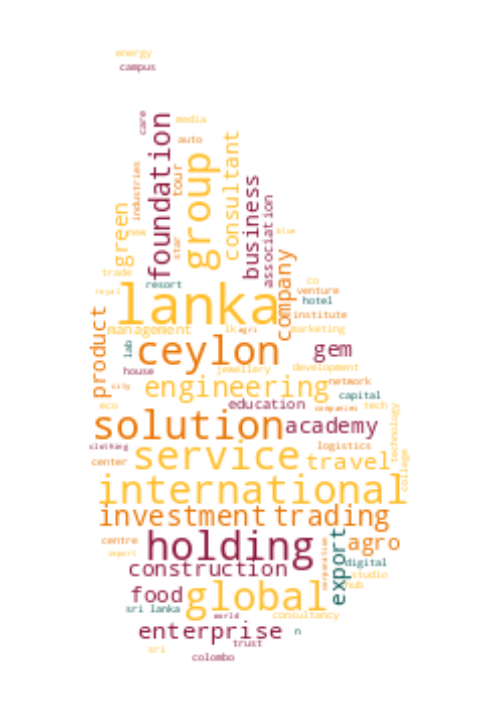 energy
campus
care
media
foundation
auto
group
consultant
industries
tour
business
association
green
star
blue
trade
resort
royal
lanka
company
co
venture
hotel
institute
product
management
lk
agri
marketing
lab
ceylon
gem
house
jewellery
development
city
engineering
network
capital
eco
education
companies
tech
solution
academy
technology
clothing
logistics
center
service
travel
college
international
investment
trading
centre
import
holding
corporation
agro
construction
export
digital
studio
hub
food
global
sri lanka
world
consultancy
enterprise
n
sri
trust
colombo